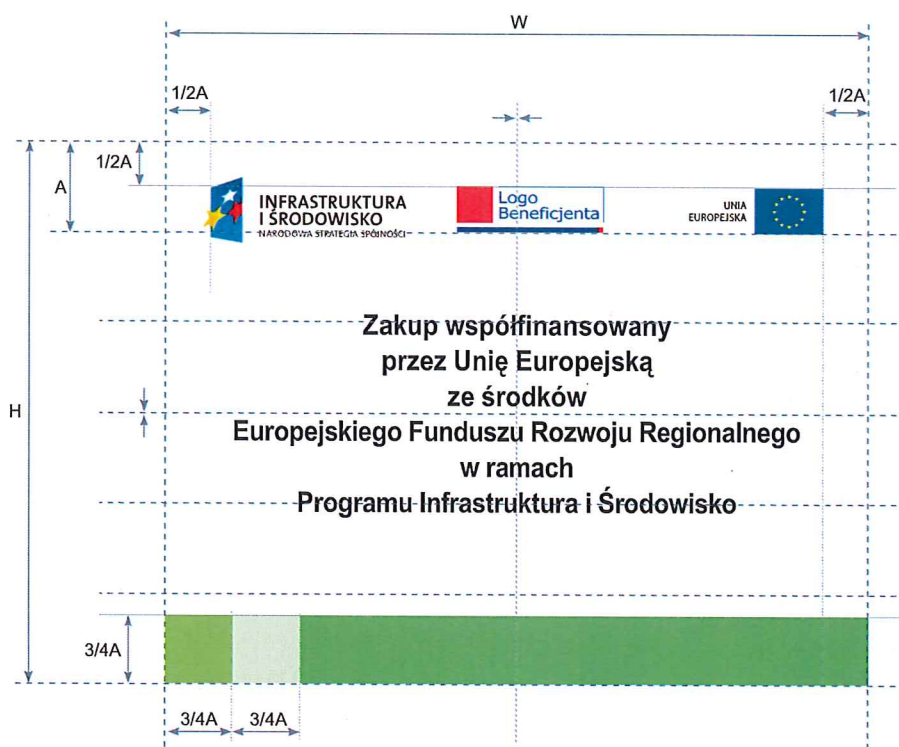 W
1/2A
1/2A
1/2A
A
INFRASTRUKTURA
I ŚRODOWISKO
NARODOWA STRATEGIA SPÓJNOŚCI
Logo
Beneficjenta
UNIA
EUROPEJSKA
Zakup współfinansowany
przez Unię Europejską
ze środków
H
Europejskiego Funduszu Rozwoju Regionalnego
w ramach
Programu Infrastruktura i Środowisko
3/4A
3/4A
3/4A